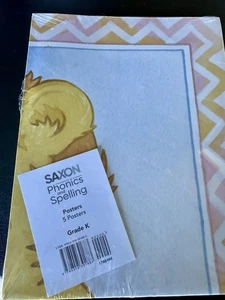 SAXON
Phonics
and
Spelling
Posters
5 Posters
Grade K